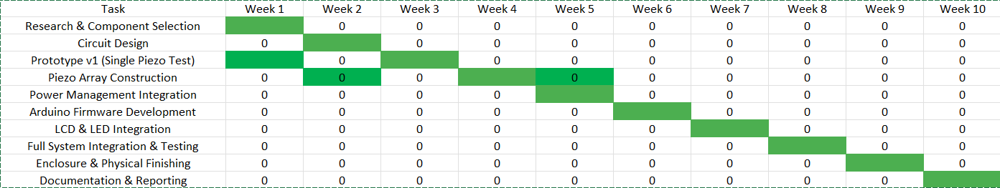 Task Week 1 Week 2 Week 3 Week 4 Week 5 Week 6 Week 7 Week 8 Week 9 Week 10
Research & Component Selection 0 0 0 0 0 0 0 0 0
Circuit Design 0 0 0 0 0 0 0 0 0
Prototype v1 (Single Piezo Test) 0 0 0 0 0 0 0 0
Piezo Array Construction 0 0 0 0 0 0 0 0 0
Power Management Integration 0 0 0 0 0 0 0 0 0
Arduino Firmware Development 0 0 0 0 0 0 0 0 0
LCD & LED Integration 0 0 0 0 0 0 0 0 0
Full System Integration & Testing 0 0 0 0 0 0 0 0 0
Enclosure & Physical Finishing 0 0 0 0 0 0 0 0 0
Documentation & Reporting 0 0 0 0 0 0 0 0 0